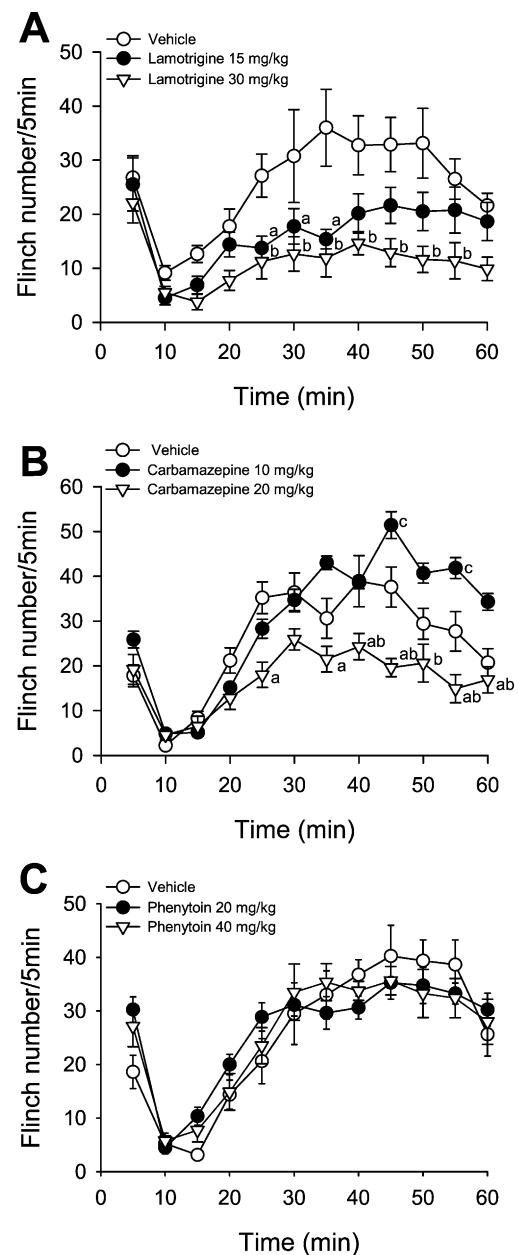 A
Vehicle
Lamotrigine 15 mg/kg
Lamotrigine 30 mg/kg
Flinch number/5min
50
40
30
20
10
0
a
a
a
b
b
b
b
b
b
b
0 10 20 30 40 50 60
Time (min)
B
Vehicle
Carbamazepine 10 mg/kg
Carbamazepine 20 mg/kg
Flinch number/5min
60
50
40
30
20
10
0
c
c
ab
a
a
ab
b
ab
ab
0 10 20 30 40 50 60
Time (min)
C
Vehicle
Phenytoin 20 mg/kg
Phenytoin 40 mg/kg
Flinch number/5min
50
40
30
20
10
0
0 10 20 30 40 50 60
Time (min)